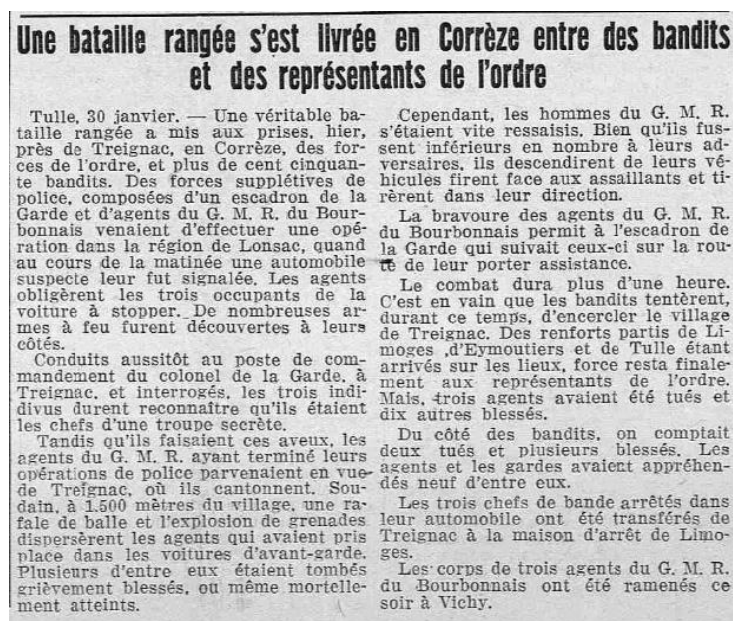 Une bataille rangée s'est livrée en Corrèze entre des bandits
et des représentants de l'ordre
Tulle, 30 janvier. — Une véritable ba-
taille rangée a mis aux prises, hier,
près de Treignac, en Corrèze, des for-
ces de l'ordre, et plus de cent cinquan-
te bandits. Des forces supplétives de
police, composées d'un escadron de la
Garde et d'agents du G. M. R. du Bour-
bonnais venaient d'effectuer une opé-
ration dans la région de Lonsac, quand
au cours de la matinée une automobile
suspecte leur fut signalée. Les agents
obligèrent les trois occupants de la
voiture à stopper. De nombreuses ar-
mes à feu furent découvertes à leurs
côtés.
Conduits aussitôt au poste de com-
mandement du colonel de la Garde, à
Treignac, et interrogés, les trois indi-
divus durent reconnaître qu'ils étaient
les chefs d'une troupe secrète.
Tandis qu'ils faisaient ces aveux, les
agents du G. M. R. ayant terminé leurs
opérations de police parvenaient en vue
de Treignac, où ils cantonnent. Sou-
dain, à 1.500 mètres du village, une ra-
fale de balle et l'explosion de grenades
dispersèrent les agents qui avaient pris
place dans les voitures d'avant-garde.
Plusieurs d'entre eux étaient tombés
grièvement blessés, ou même mortelle-
ment atteints.
Cependant, les hommes du G. M. R.
s'étaient vite ressaisis. Bien qu'ils fus-
sent inférieurs en nombre à leurs ad-
versaires, ils descendirent de leurs vé-
hicules firent face aux assaillants et ti-
rèrent dans leur direction.
La bravoure des agents du G. M. R.
du Bourbonnais permit à l'escadron de
la Garde qui suivait ceux-ci sur la rou-
te de leur porter assistance.
Le combat dura plus d'une heure.
C'est en vain que les bandits tentèrent,
durant ce temps, d'encercler le village
de Treignac. Des renforts partis de Li-
moges ,d'Eymoutiers et de Tulle étant
arrivés sur les lieux, force resta finale-
ment aux représentants de l'ordre.
Mais, trois agents avaient été tués et
dix autres blessés.
Du côté des bandits, on comptait
deux tués et plusieurs blessés. Les
agents et les gardes avaient appréhen-
dés neuf d'entre eux.
Les trois chefs de bande arrêtés dans
leur automobile ont été transférés de
Treignac à la maison d'arrêt de Limo-
ges.
Les corps de trois agents du G. M. R.
du Bourbonnais ont été ramenés ce
soir à Vichy.